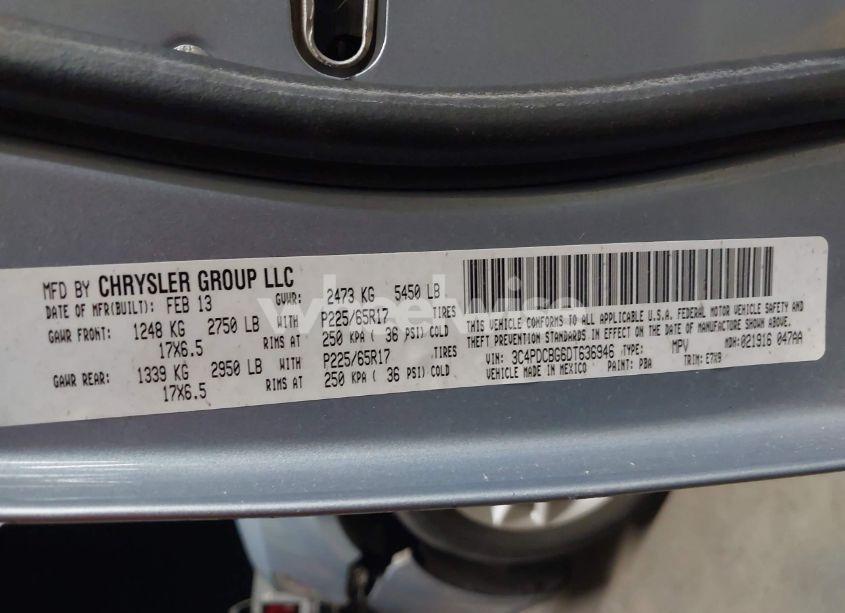 MFD BY CHRYSLER GROUP LLC
DATE OF MFR(BUILT): FEB 13 GVWR: 2473 KG 5450 LB
GAWR FRONT: 1248 KG 2750 LB WITH P225/65R17 TIRES
17X6.5 RIMS AT 250 KPA ( 36 PSI) COLD
GAWR REAR: 1339 KG 2950 LB WITH P225/65R17 TIRES
17X6.5 RIMS AT 250 KPA ( 36 PSI) COLD
THIS VEHICLE CONFORMS TO ALL APPLICABLE U.S.A. FEDERAL MOTOR VEHICLE SAFETY AND
THEFT PREVENTION STANDARDS IN EFFECT ON THE DATE OF MANUFACTURE SHOWN ABOVE.
VIN: 3C4PDCBG6DT636946 TYPE: MPV MDH: 021916 047AA
VEHICLE MADE IN MEXICO PAINT: PBA TRIM: E7X9
wheelwise